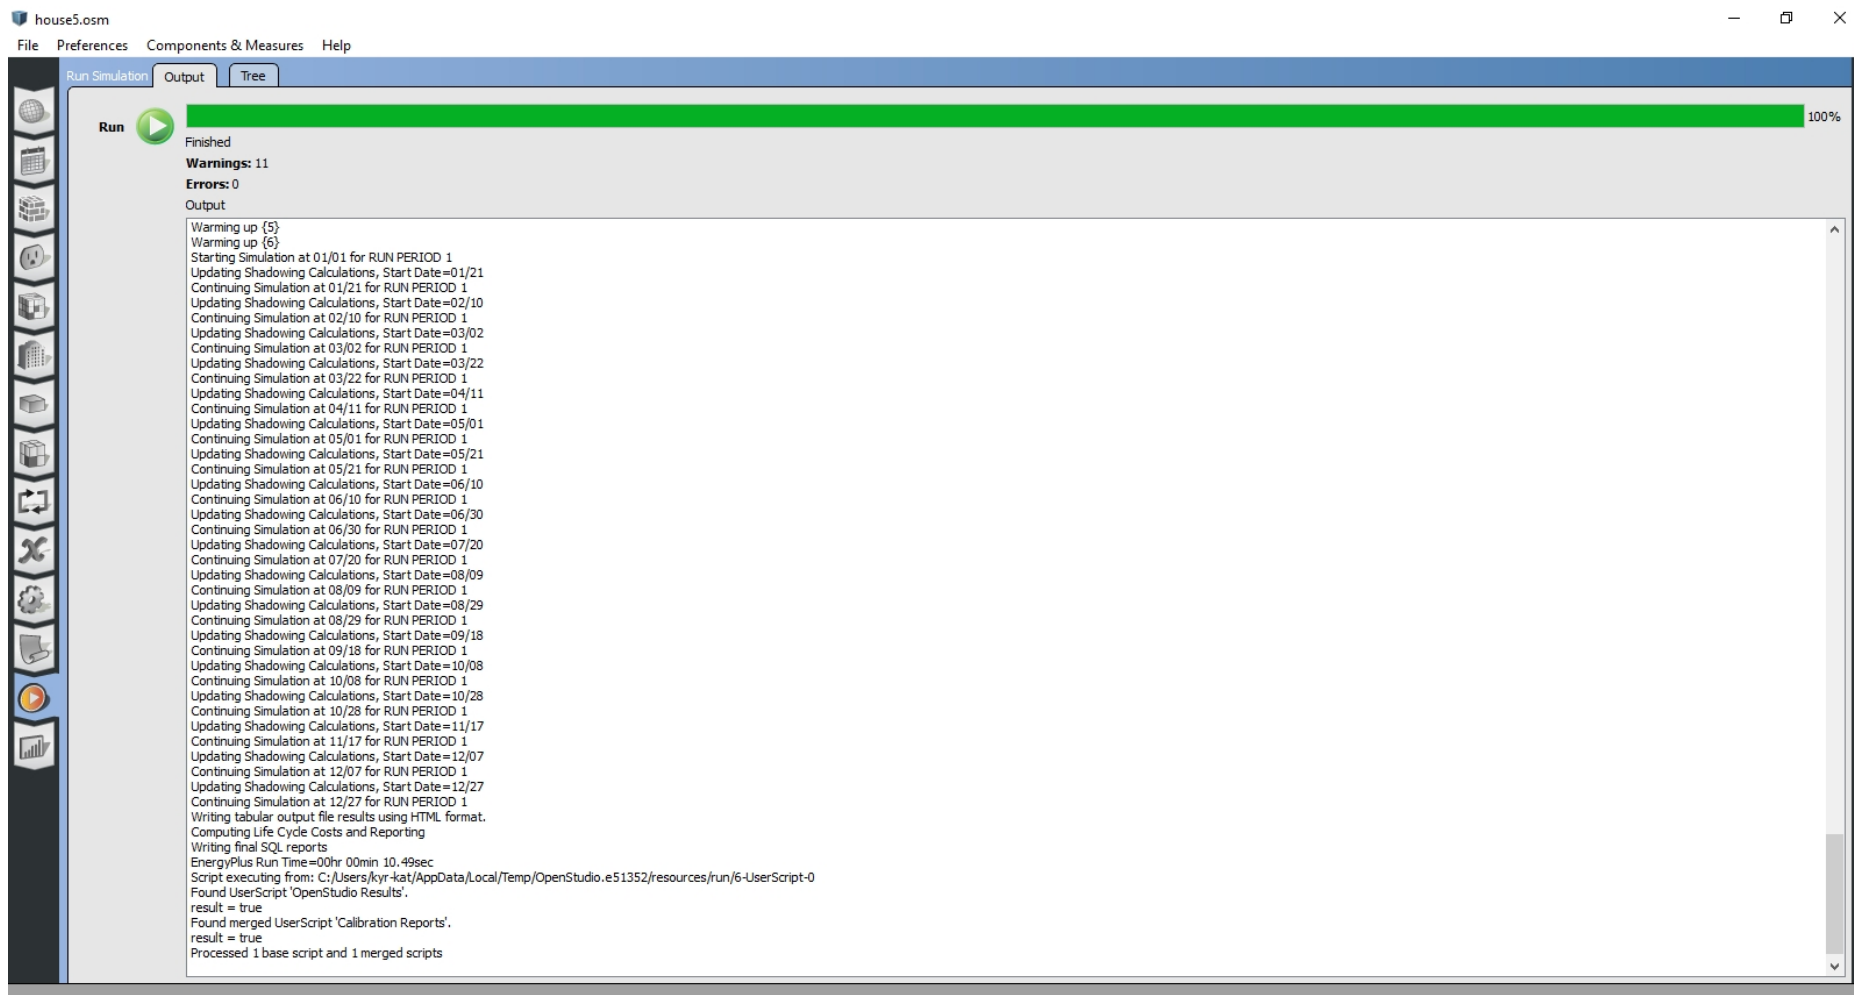 house5.osm
File Preferences Components & Measures Help
Run Simulation Output Tree
Run 100%
Finished
Warnings: 11
Errors: 0
Output
Warming up {5}
Warming up {6}
Starting Simulation at 01/01 for RUN PERIOD 1
Updating Shadowing Calculations, Start Date=01/21
Continuing Simulation at 01/21 for RUN PERIOD 1
Updating Shadowing Calculations, Start Date=02/10
Continuing Simulation at 02/10 for RUN PERIOD 1
Updating Shadowing Calculations, Start Date=03/02
Continuing Simulation at 03/02 for RUN PERIOD 1
Updating Shadowing Calculations, Start Date=03/22
Continuing Simulation at 03/22 for RUN PERIOD 1
Updating Shadowing Calculations, Start Date=04/11
Continuing Simulation at 04/11 for RUN PERIOD 1
Updating Shadowing Calculations, Start Date=05/01
Continuing Simulation at 05/01 for RUN PERIOD 1
Updating Shadowing Calculations, Start Date=05/21
Continuing Simulation at 05/21 for RUN PERIOD 1
Updating Shadowing Calculations, Start Date=06/10
Continuing Simulation at 06/10 for RUN PERIOD 1
Updating Shadowing Calculations, Start Date=06/30
Continuing Simulation at 06/30 for RUN PERIOD 1
Updating Shadowing Calculations, Start Date=07/20
Continuing Simulation at 07/20 for RUN PERIOD 1
Updating Shadowing Calculations, Start Date=08/09
Continuing Simulation at 08/09 for RUN PERIOD 1
Updating Shadowing Calculations, Start Date=08/29
Continuing Simulation at 08/29 for RUN PERIOD 1
Updating Shadowing Calculations, Start Date=09/18
Continuing Simulation at 09/18 for RUN PERIOD 1
Updating Shadowing Calculations, Start Date=10/08
Continuing Simulation at 10/08 for RUN PERIOD 1
Updating Shadowing Calculations, Start Date=10/28
Continuing Simulation at 10/28 for RUN PERIOD 1
Updating Shadowing Calculations, Start Date=11/17
Continuing Simulation at 11/17 for RUN PERIOD 1
Updating Shadowing Calculations, Start Date=12/07
Continuing Simulation at 12/07 for RUN PERIOD 1
Updating Shadowing Calculations, Start Date=12/27
Continuing Simulation at 12/27 for RUN PERIOD 1
Writing tabular output file results using HTML format.
Computing Life Cycle Costs and Reporting
Writing final SQL reports
EnergyPlus Run Time=00hr 00min 10.49sec
Script executing from: C:/Users/kyr-kat/AppData/Local/Temp/OpenStudio.e51352/resources/run/6-UserScript-0
Found UserScript 'OpenStudio Results'.
result = true
Found merged UserScript 'Calibration Reports'.
result = true
Processed 1 base script and 1 merged scripts